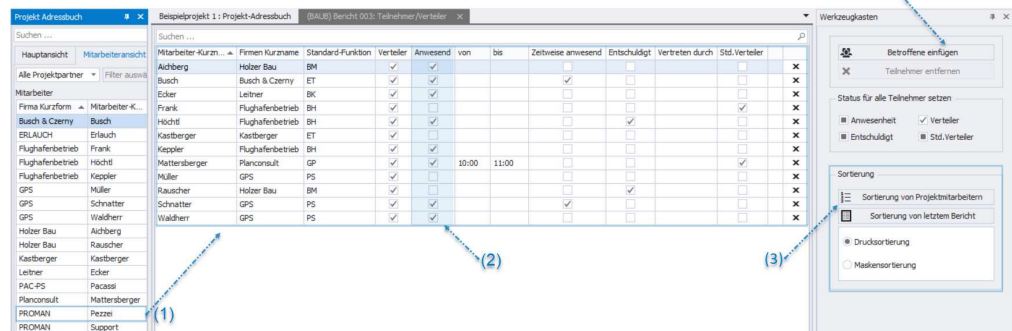 Projekt Adressbuch
Suchen ...
Hauptansicht Mitarbeiteransicht
Alle Projektpartner Filter auswä
Mitarbeiter
Firma Kurzform Mitarbeiter-K...
Busch & Czerny Busch
ERLAUCH Erlauch
Flughafenbetrieb Frank
Flughafenbetrieb Höchtl
Flughafenbetrieb Keppler
GPS Müller
GPS Schnatter
GPS Waldherr
Holzer Bau Aichberg
Holzer Bau Rauscher
Kastberger Kastberger
Leitner Ecker
PAC-PS Pacassi
Planconsult Mattersberger
PROMAN Pezzei
PROMAN Support
(1)
Beispielprojekt 1 : Projekt-Adressbuch (BAUB) Bericht 003: Teilnehmer/Verteiler
Suchen ...
Mitarbeiter-Kurzn... Firmen Kurzname Standard-Funktion Verteiler Anwesend von bis Zeitweise anwesend Entschuldigt Vertreten durch Std.Verteiler
Aichberg Holzer Bau BM
Busch Busch & Czerny ET
Ecker Leitner BK
Frank Flughafenbetrieb BH
Höchtl Flughafenbetrieb BH
Kastberger Kastberger ET
Keppler Flughafenbetrieb BH
Mattersberger Planconsult GP 10:00 11:00
Müller GPS PS
Rauscher Holzer Bau BM
Schnatter GPS PS
Waldherr GPS PS
(2)
Werkzeugkasten
Betroffene einfügen
Teilnehmer entfernen
Status für alle Teilnehmer setzen
Anwesenheit Verteiler
Entschuldigt Std.Verteiler
Sortierung
Sortierung von Projektmitarbeitern
Sortierung von letztem Bericht
Drucksortierung
Maskensortierung
(3)